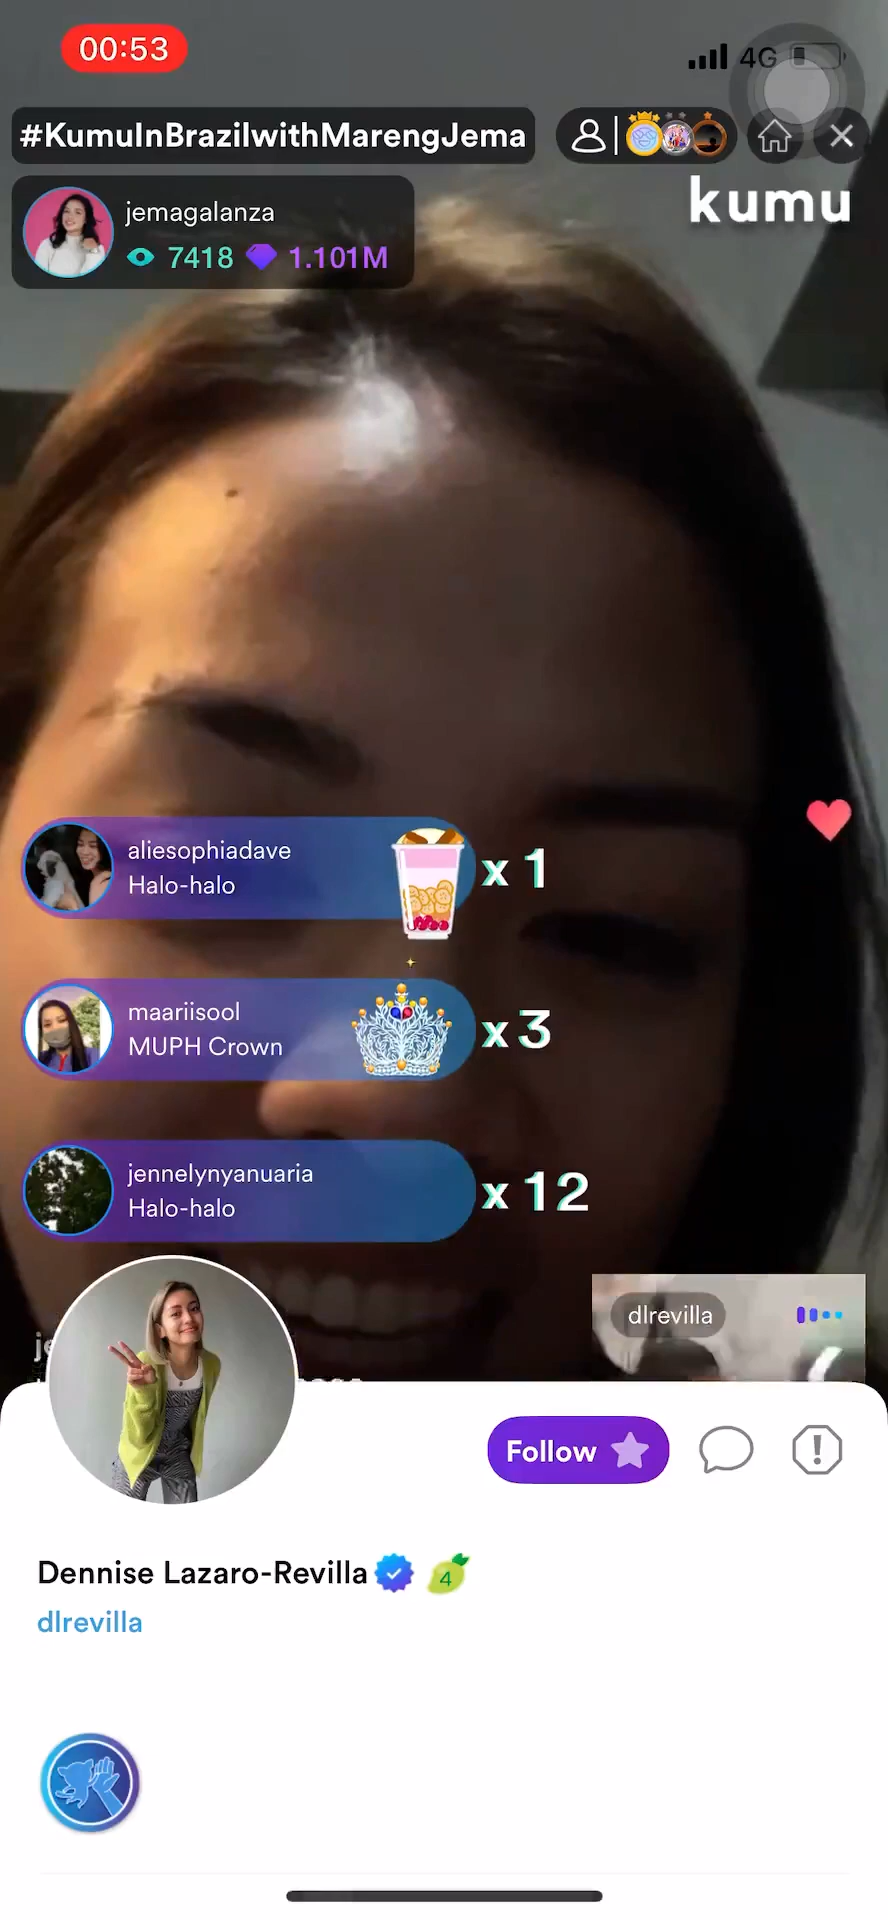 00:53
4G
#KumuInBrazilwithMarengJema
jemagalanza
7418 1.101M
kumu
aliesophiadave
Halo-halo
x 1
maariisool
MUPH Crown
x 3
jennelynyanuaria
Halo-halo
x 12
dlrevilla
Follow
Dennise Lazaro-Revilla
4
dlrevilla